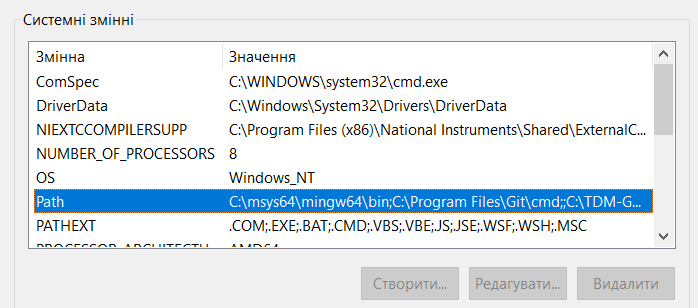 Системні змінні
Змінна Значення
ComSpec C:\WINDOWS\system32\cmd.exe
DriverData C:\Windows\System32\Drivers\DriverData
NIEXTCCOMPILERSUPP C:\Program Files (x86)\National Instruments\Shared\ExternalC...
NUMBER_OF_PROCESSORS 8
OS Windows_NT
Path C:\msys64\mingw64\bin;C:\Program Files\Git\cmd;;C:\TDM-G...
PATHEXT .COM;.EXE;.BAT;.CMD;.VBS;.VBE;.JS;.JSE;.WSF;.WSH;.MSC
PROCESSOR_ARCHITECTU AMD64
Створити... Редагувати... Видалити